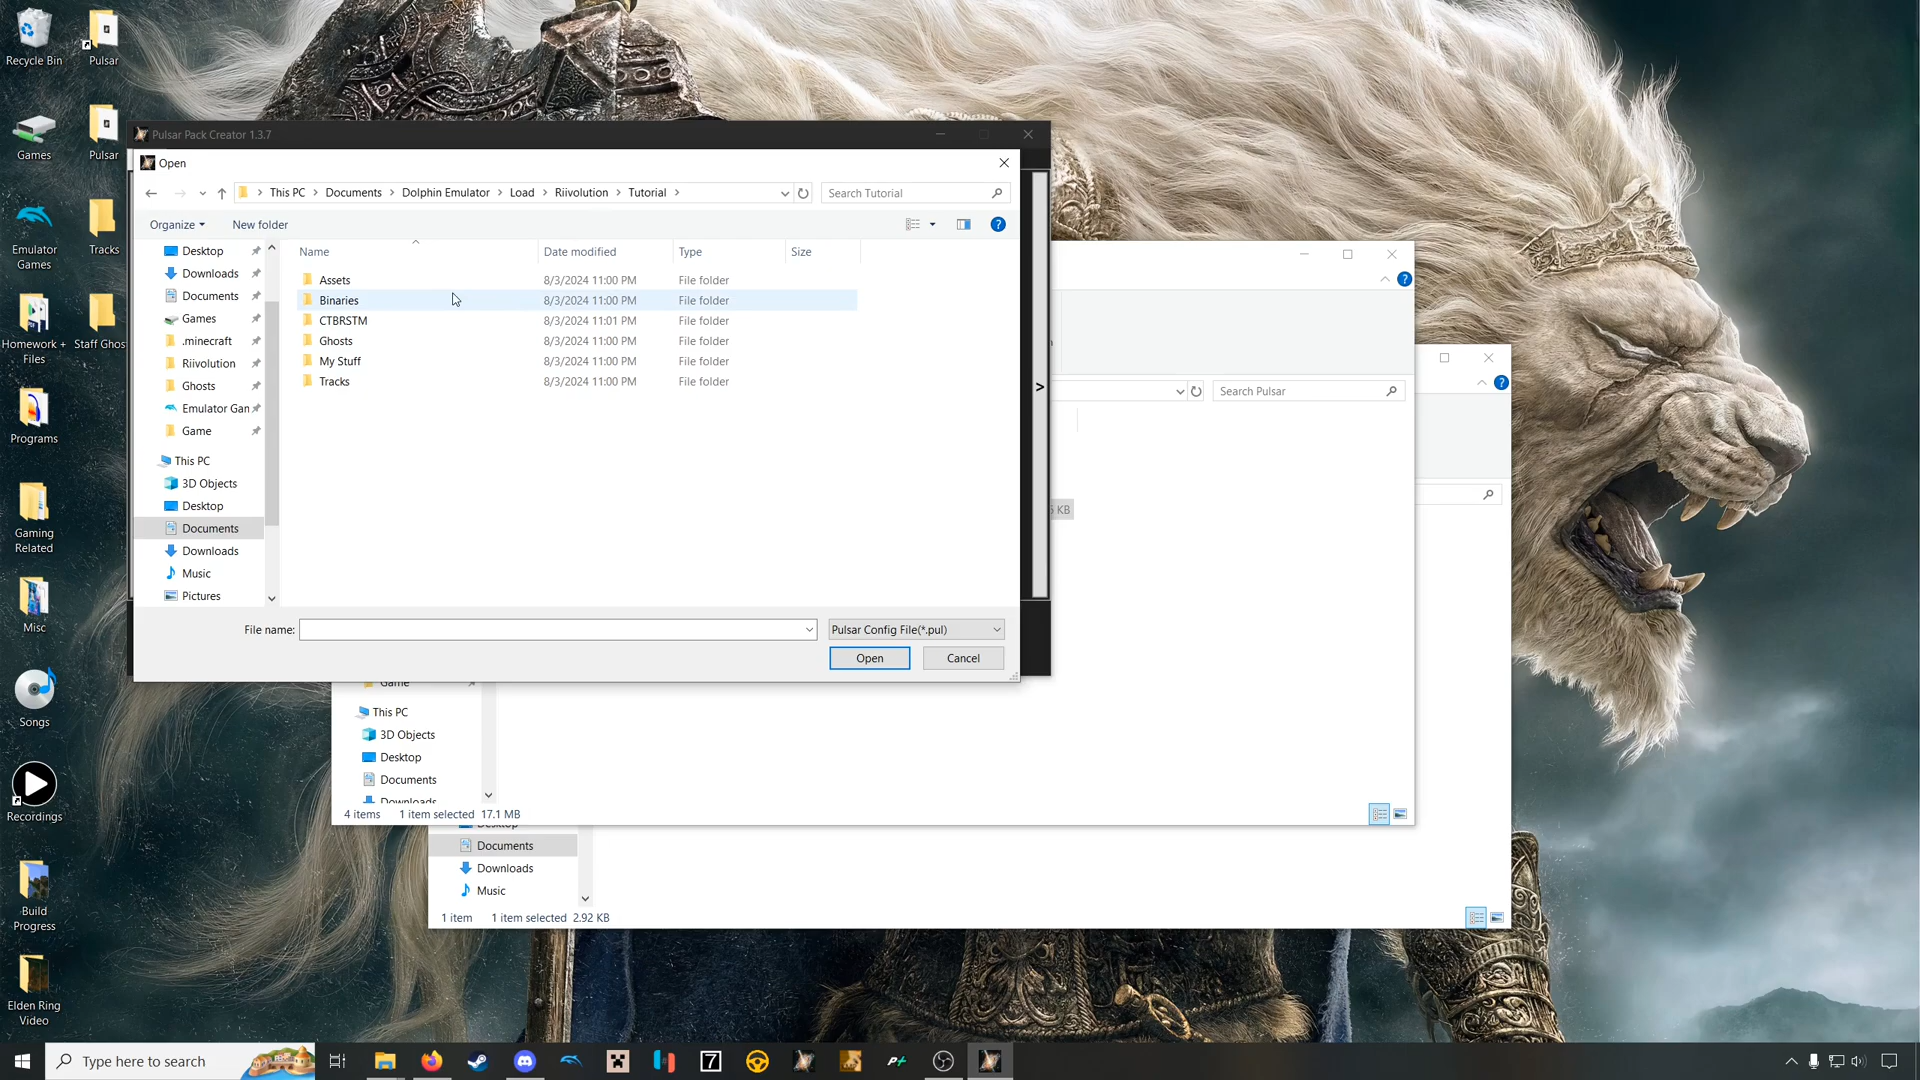 Recycle Bin
Pulsar
Games
Pulsar
Emulator
Games
Tracks
Homework +
Files
Staff Ghos
Programs
Gaming
Related
Misc
Songs
Recordings
Build
Progress
Elden Ring
Video
Pulsar Pack Creator 1.3.7
Open
This PC > Documents > Dolphin Emulator > Load > Riivolution > Tutorial >
Search Tutorial
Organize
New folder
Name Date modified Type Size
Assets 8/3/2024 11:00 PM File folder
Binaries 8/3/2024 11:00 PM File folder
CTBRSTM 8/3/2024 11:01 PM File folder
Ghosts 8/3/2024 11:00 PM File folder
My Stuff 8/3/2024 11:00 PM File folder
Tracks 8/3/2024 11:00 PM File folder
Desktop
Downloads
Documents
Games
.minecraft
Riivolution
Ghosts
Emulator Gan
Game
This PC
3D Objects
Desktop
Documents
Downloads
Music
Pictures
File name:
Pulsar Config File(*.pul)
Open
Cancel
>
Search Pulsar
KB
This PC
3D Objects
Desktop
Documents
4 items 1 item selected 17.1 MB
Documents
Downloads
Music
1 item 1 item selected 2.92 KB
Type here to search
7